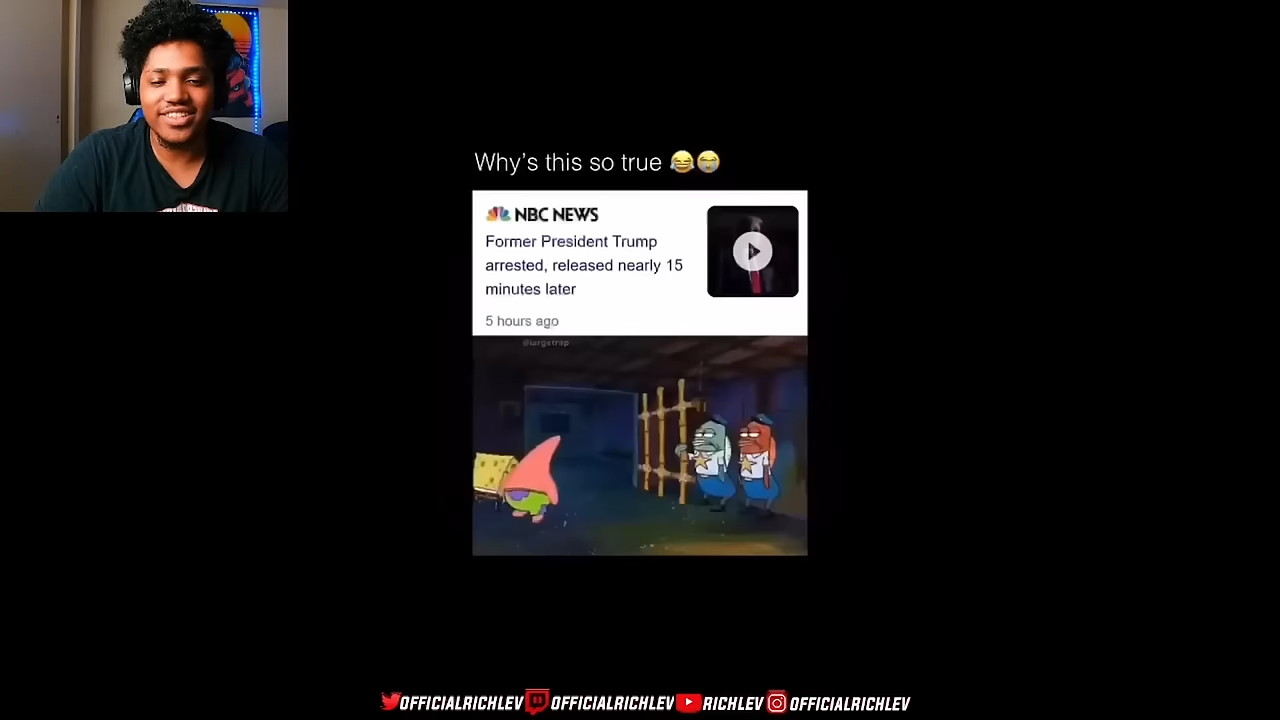 Why's this so true 😂😭
NBC NEWS
Former President Trump
arrested, released nearly 15
minutes later
5 hours ago
OFFICIALRICHLEV OFFICIALRICHLEV RICHLEV OFFICIALRICHLEV